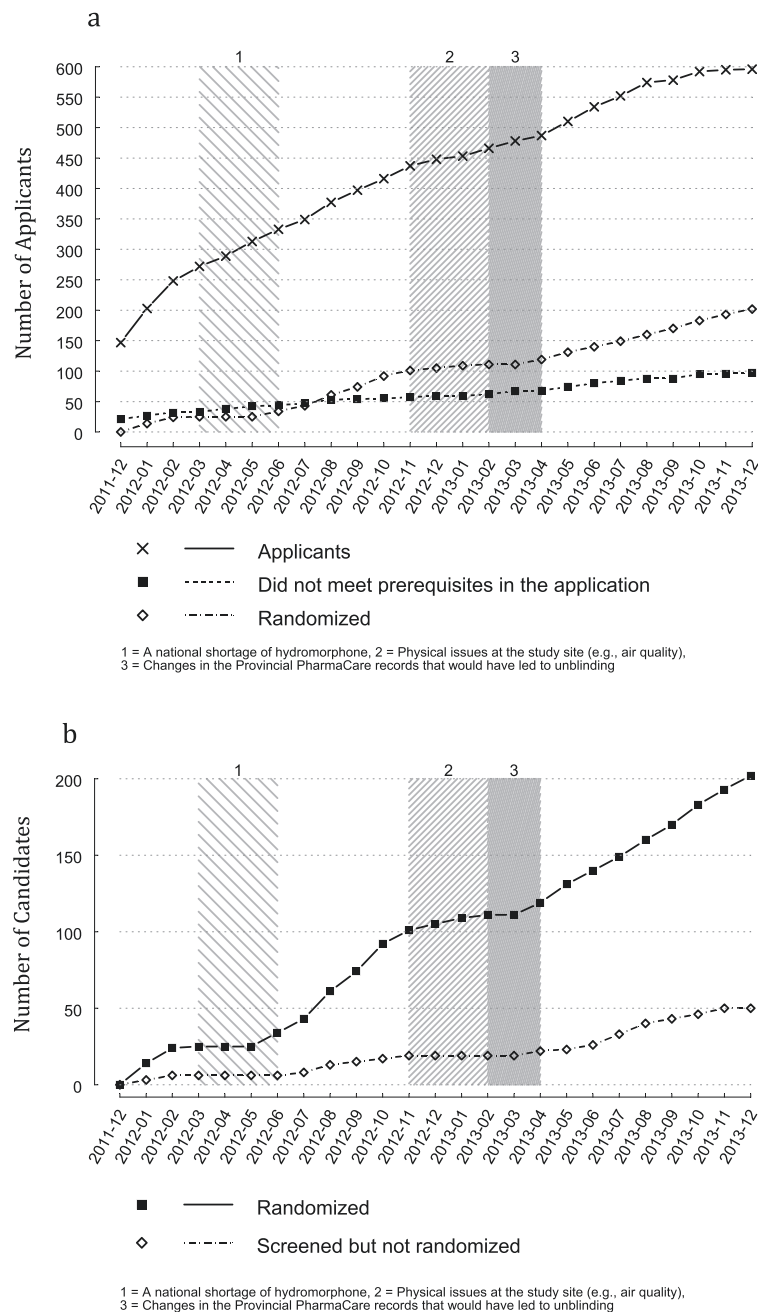 a
1 2 3
600
550
500
450
400
350
300
250
200
150
100
50
0
Number of Applicants
2011-12 2012-01 2012-02 2012-03 2012-04 2012-05 2012-06 2012-07 2012-08 2012-09 2012-10 2012-11 2012-12 2013-01 2013-02 2013-03 2013-04 2013-05 2013-06 2013-07 2013-08 2013-09 2013-10 2013-11 2013-12
Applicants
Did not meet prerequisites in the application
Randomized
1 = A national shortage of hydromorphone, 2 = Physical issues at the study site (e.g., air quality),
3 = Changes in the Provincial PharmaCare records that would have led to unblinding
b
1 2 3
200
150
100
50
0
Number of Candidates
2011-12 2012-01 2012-02 2012-03 2012-04 2012-05 2012-06 2012-07 2012-08 2012-09 2012-10 2012-11 2012-12 2013-01 2013-02 2013-03 2013-04 2013-05 2013-06 2013-07 2013-08 2013-09 2013-10 2013-11 2013-12
Randomized
Screened but not randomized
1 = A national shortage of hydromorphone, 2 = Physical issues at the study site (e.g., air quality),
3 = Changes in the Provincial PharmaCare records that would have led to unblinding